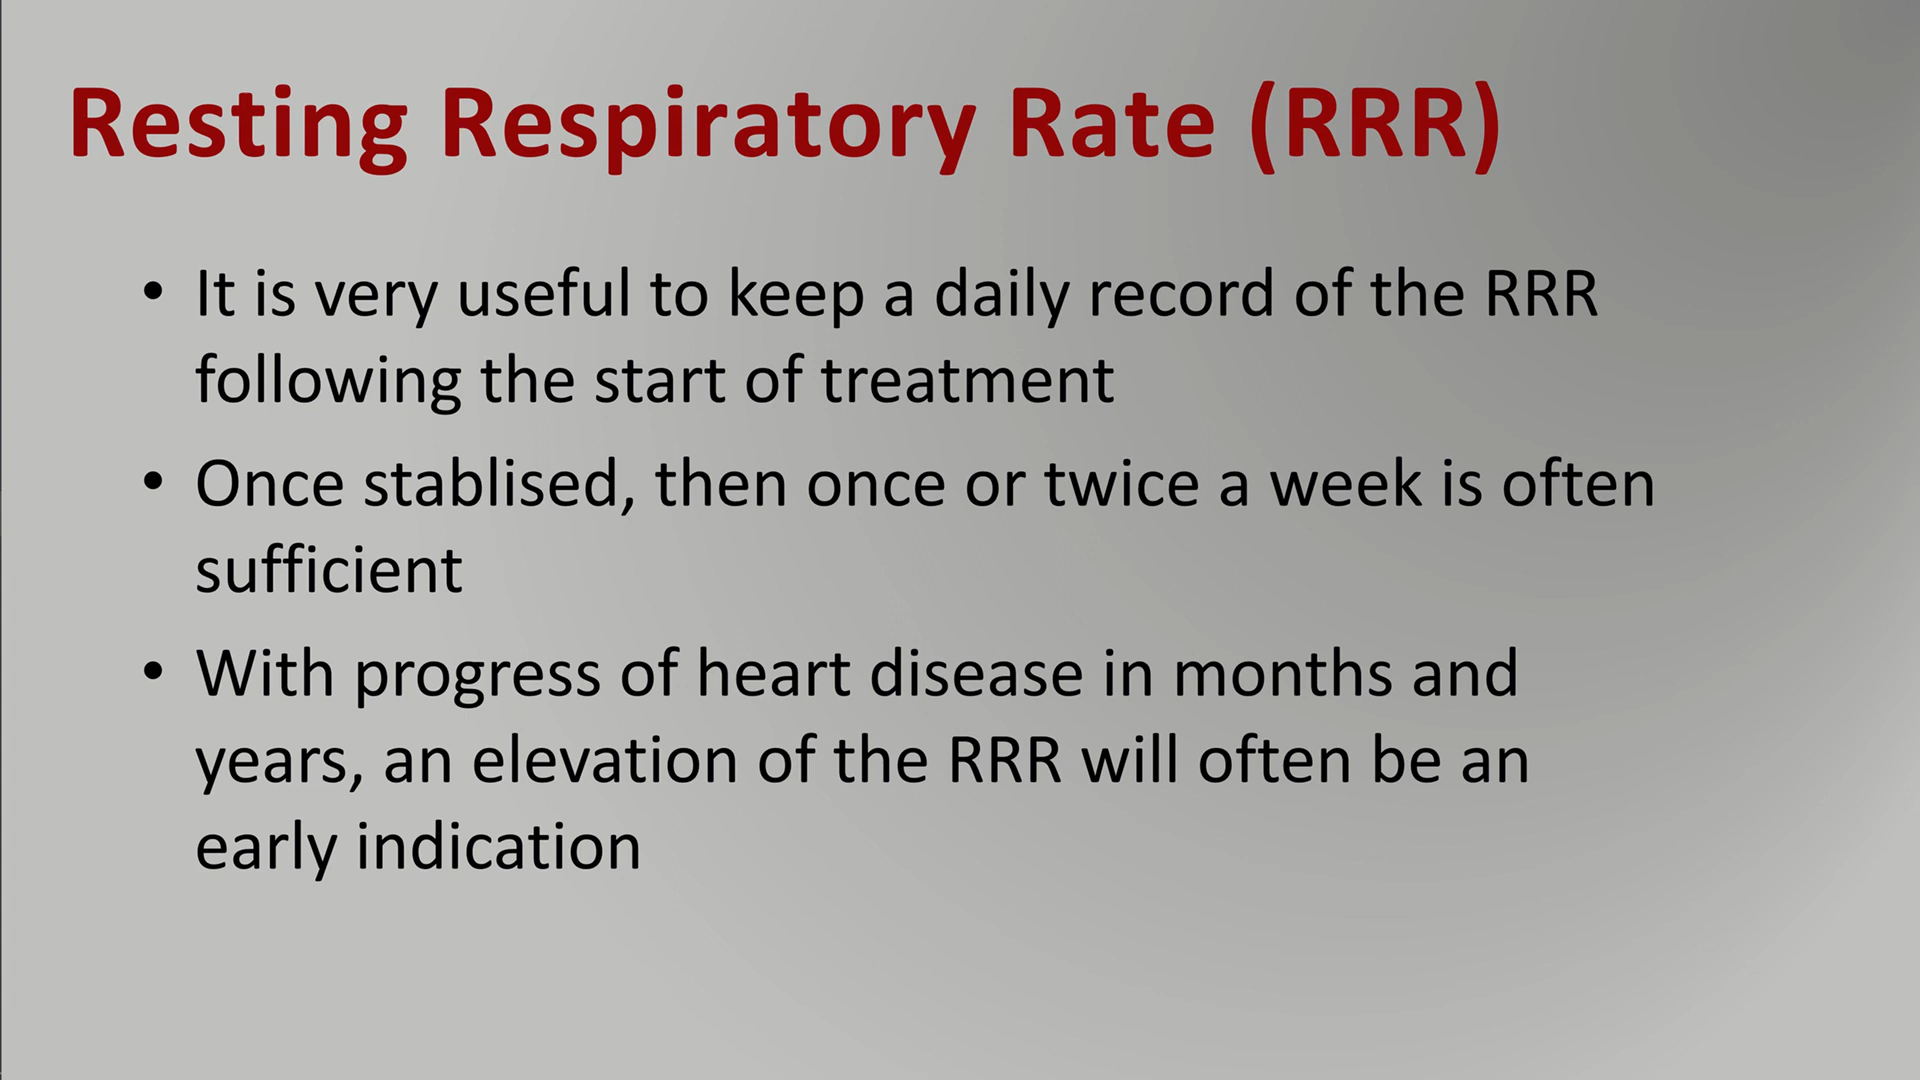 Resting Respiratory Rate (RRR)
• It is very useful to keep a daily record of the RRR
following the start of treatment
• Once stablised, then once or twice a week is often
sufficient
• With progress of heart disease in months and
years, an elevation of the RRR will often be an
early indication